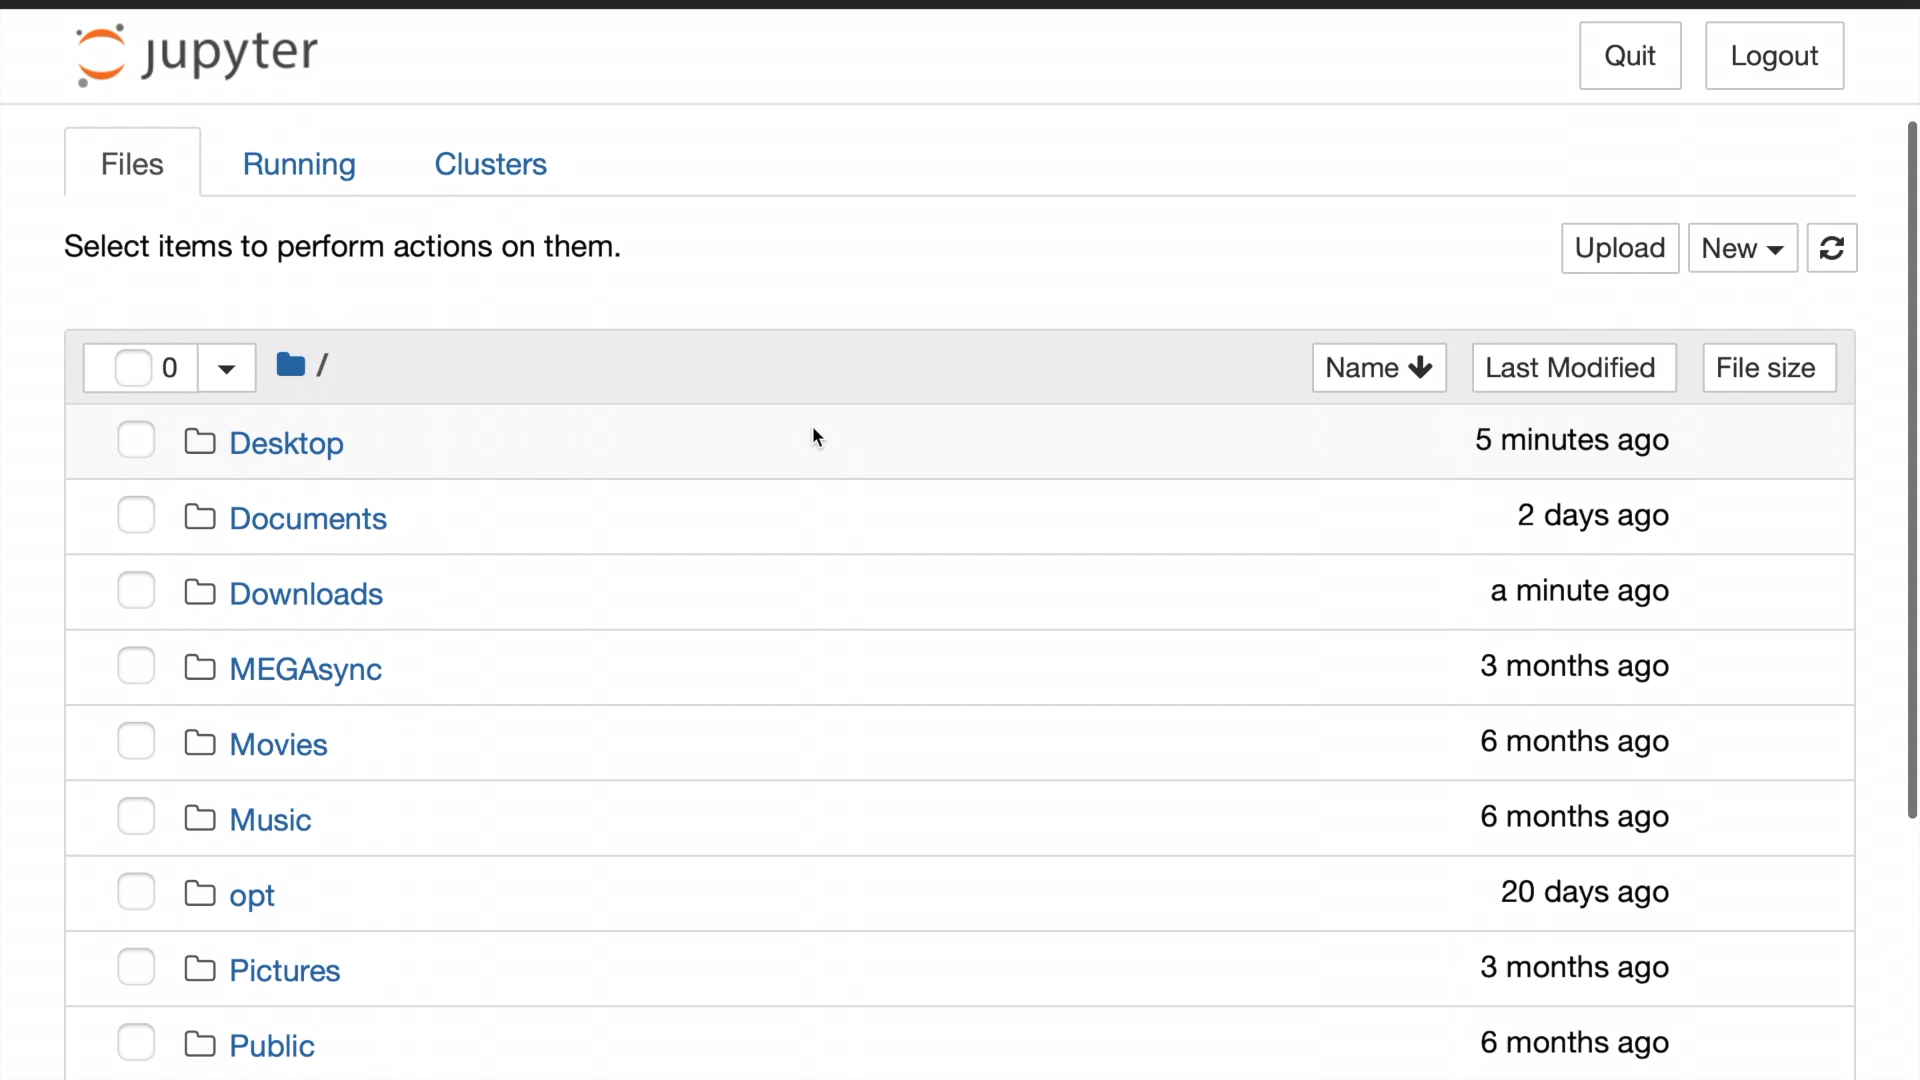 jupyter
Quit
Logout
Files
Running
Clusters
Select items to perform actions on them.
Upload
New
0
/
Name
Last Modified
File size
Desktop
5 minutes ago
Documents
2 days ago
Downloads
a minute ago
MEGAsync
3 months ago
Movies
6 months ago
Music
6 months ago
opt
20 days ago
Pictures
3 months ago
Public
6 months ago